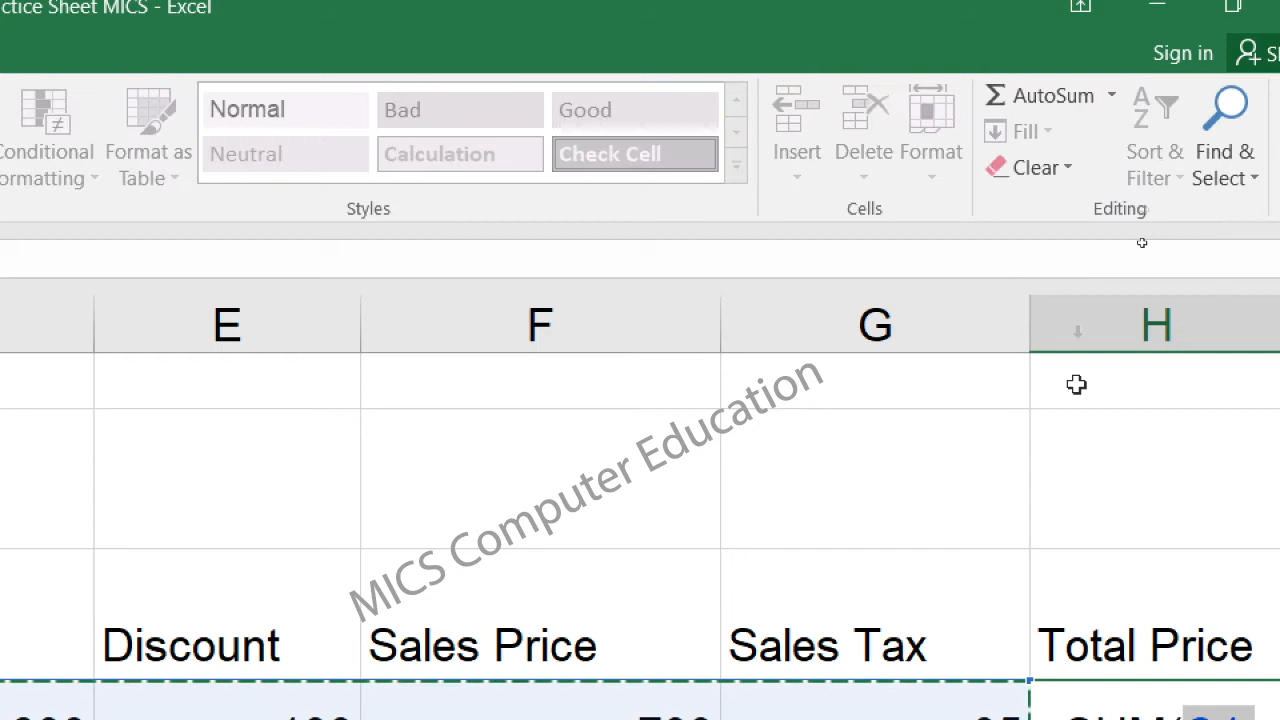 ctice Sheet MICS - Excel
Sign in
Normal Bad Good
Neutral Calculation Check Cell
Conditional Format as Insert Delete Format
ormatting Table
AutoSum
Fill
Clear
Sort & Find &
Filter Select
Styles Cells Editing
E F G H
MICS Computer Education
Discount Sales Price Sales Tax Total Price